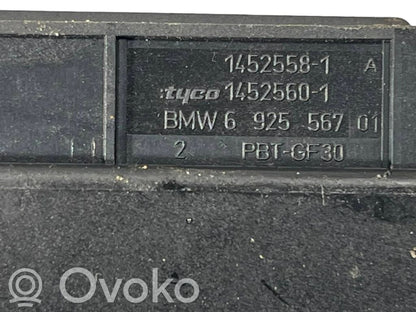 1452558-1 A
:tyco 1452560-1
BMW 6 925 567 01
2 PBT-GF30
R Ovoko